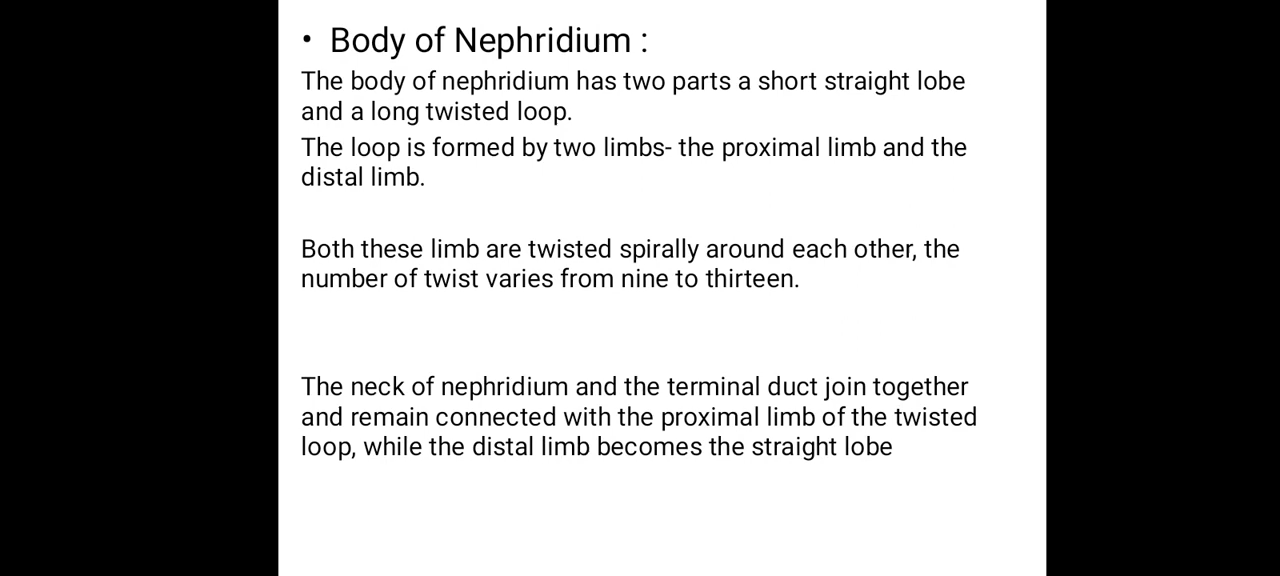 • Body of Nephridium :
The body of nephridium has two parts a short straight lobe
and a long twisted loop.
The loop is formed by two limbs- the proximal limb and the
distal limb.
Both these limb are twisted spirally around each other, the
number of twist varies from nine to thirteen.
The neck of nephridium and the terminal duct join together
and remain connected with the proximal limb of the twisted
loop, while the distal limb becomes the straight lobe